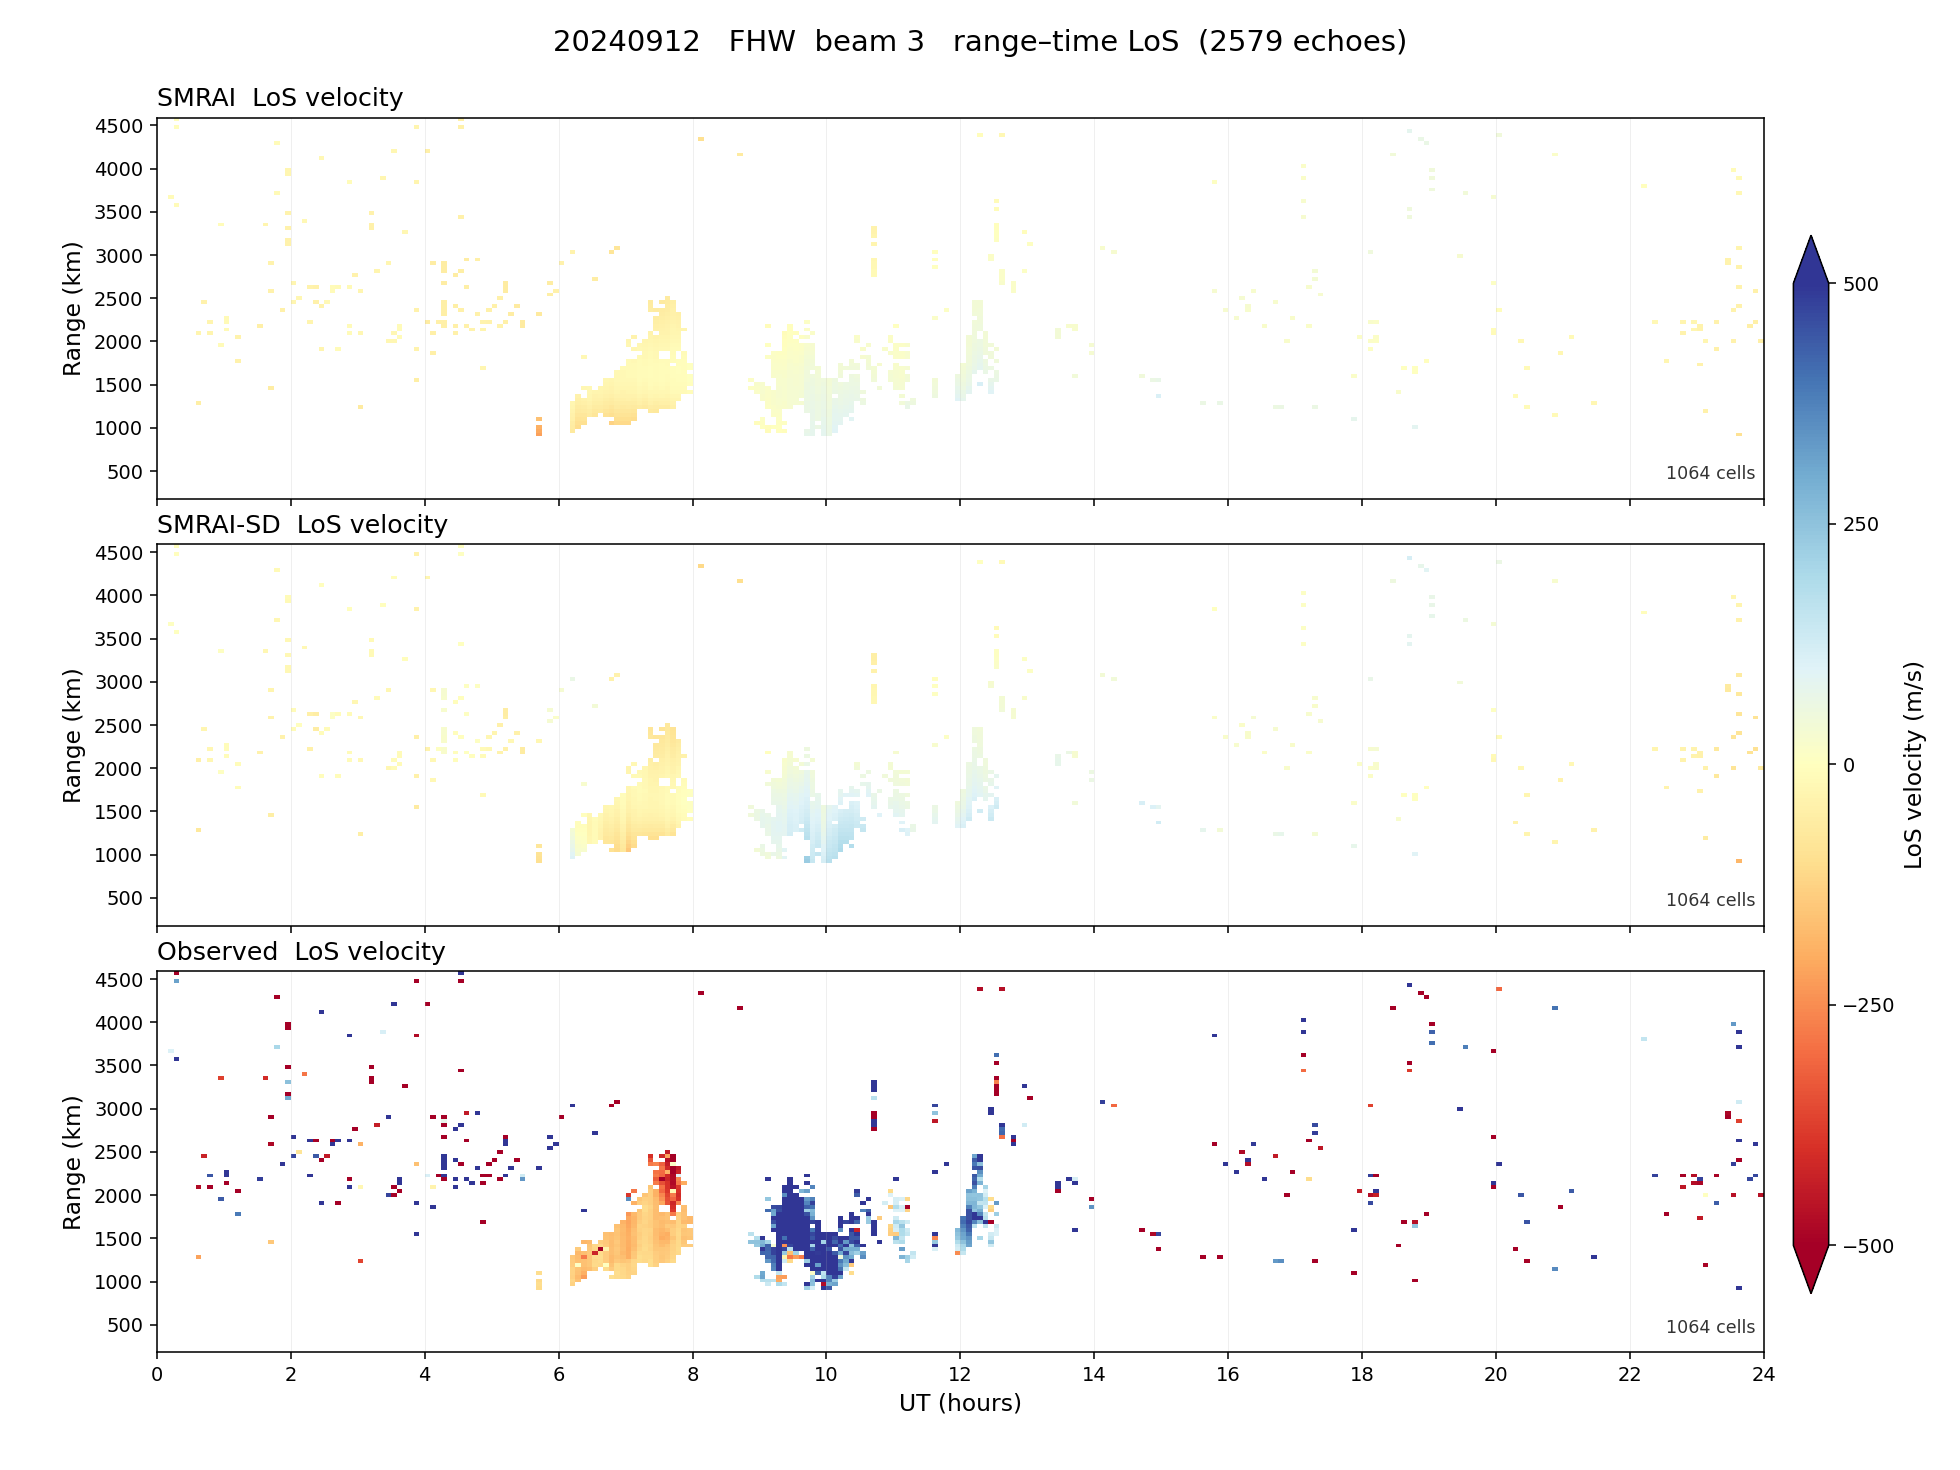 20240912   FHW  beam 3   range–time LoS  (2579 echoes)
SMRAI  LoS velocity
4500
4000
3500
3000
2500
2000
1500
1000
500
Range (km)
1064 cells
SMRAI-SD  LoS velocity
4500
4000
3500
3000
2500
2000
1500
1000
500
Range (km)
1064 cells
Observed  LoS velocity
4500
4000
3500
3000
2500
2000
1500
1000
500
Range (km)
1064 cells
0 2 4 6 8 10 12 14 16 18 20 22 24
UT (hours)
500
250
0
−250
−500
LoS velocity (m/s)